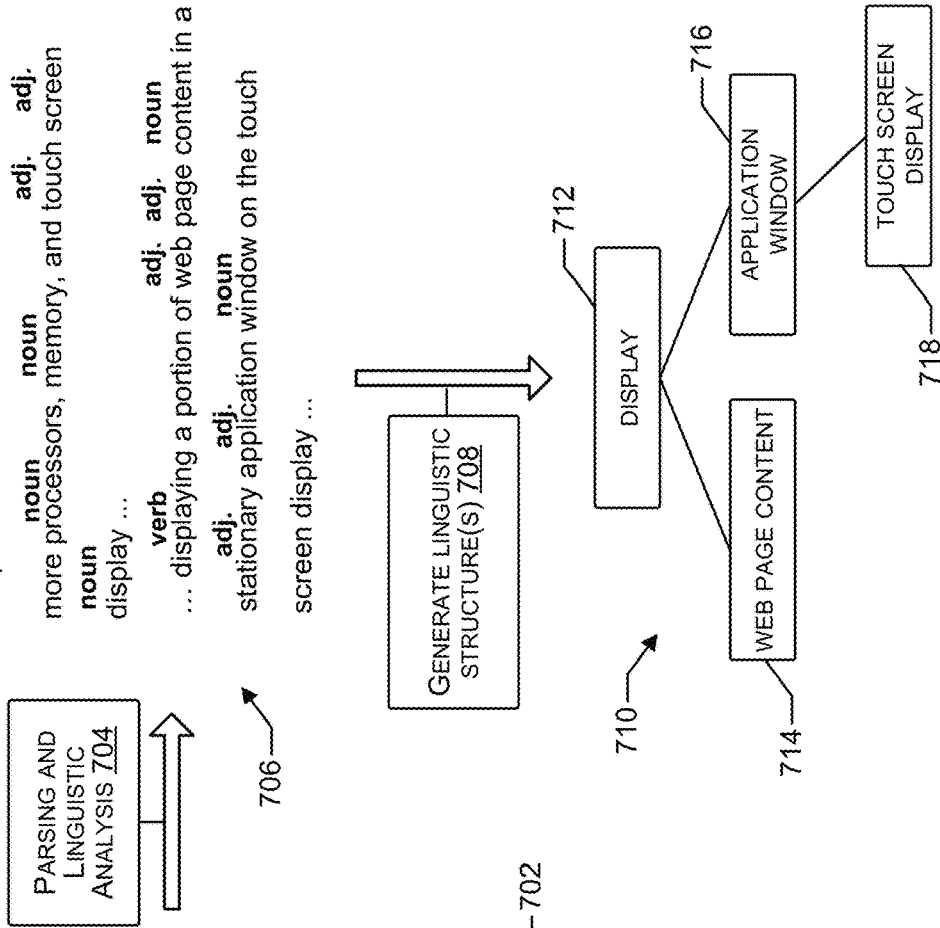 PARSING AND
LINGUISTIC
ANALYSIS 704
noun noun adj. adj.
more processors, memory, and touch screen
noun
display ...
verb adj. adj. noun
... displaying a portion of web page content in a
adj. adj. noun
stationary application window on the touch
screen display ...
706
702
GENERATE LINGUISTIC
STRUCTURE(S) 708
710
712
DISPLAY
714
WEB PAGE CONTENT
716
APPLICATION
WINDOW
718
TOUCH SCREEN
DISPLAY